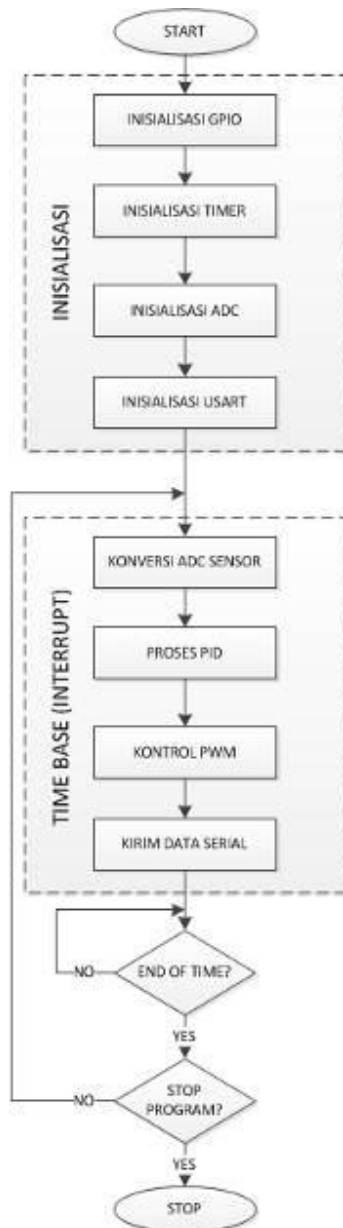 START
INISIALISASI
INISIALISASI GPIO
INISIALISASI TIMER
INISIALISASI ADC
INISIALISASI USART
TIME BASE (INTERRUPT)
KONVERSI ADC SENSOR
PROSES PID
KONTROL PWM
KIRIM DATA SERIAL
END OF TIME?
NO
YES
STOP
PROGRAM?
NO
YES
STOP